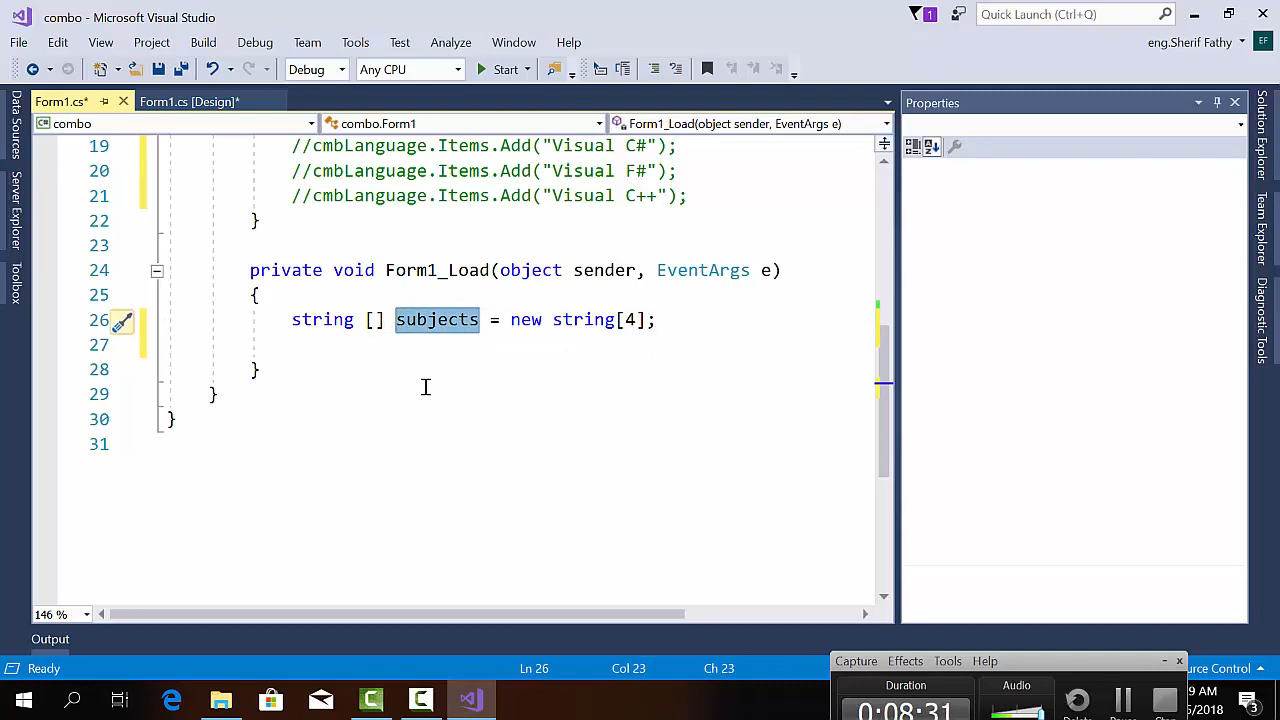 combo - Microsoft Visual Studio
1
Quick Launch (Ctrl+Q)
File Edit View Project Build Debug Team Tools Test Analyze Window Help
eng.Sherif Fathy
EF
Debug Any CPU Start
Form1.cs* Form1.cs [Design]*
Properties
combo combo.Form1 Form1_Load(object sender, EventArgs e)
Data Sources
Server Explorer
Toolbox
19 //cmbLanguage.Items.Add("Visual C#");
20 //cmbLanguage.Items.Add("Visual F#");
21 //cmbLanguage.Items.Add("Visual C++");
22 }
23
24 private void Form1_Load(object sender, EventArgs e)
25 {
26 string [] subjects = new string[4];
27
28 }
29 }
30 }
31
Solution Explorer
Team Explorer
Diagnostic Tools
146 %
Output
Ready Ln 26 Col 23 Ch 23
Capture Effects Tools Help
Duration Audio
0:08:31
3